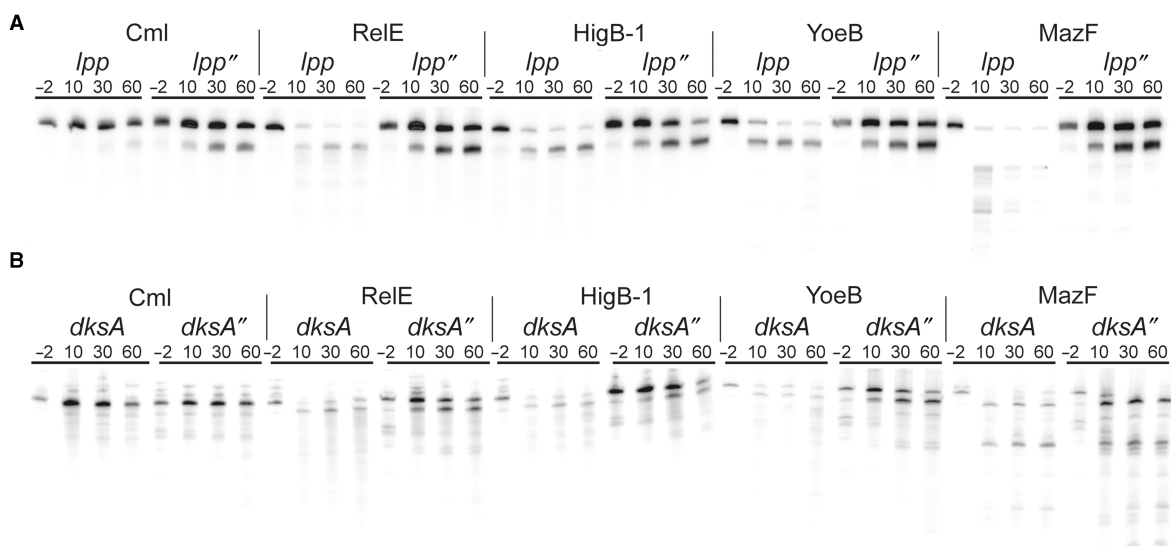 A
Cml RelE HigB-1 YoeB MazF
lpp lpp″ lpp lpp″ lpp lpp″ lpp lpp″ lpp lpp″
−2 10 30 60 −2 10 30 60 −2 10 30 60 −2 10 30 60 −2 10 30 60 −2 10 30 60 −2 10 30 60 −2 10 30 60 −2 10 30 60 −2 10 30 60
B
Cml RelE HigB-1 YoeB MazF
dksA dksA″ dksA dksA″ dksA dksA″ dksA dksA″ dksA dksA″
−2 10 30 60 −2 10 30 60 −2 10 30 60 −2 10 30 60 −2 10 30 60 −2 10 30 60 −2 10 30 60 −2 10 30 60 −2 10 30 60 −2 10 30 60